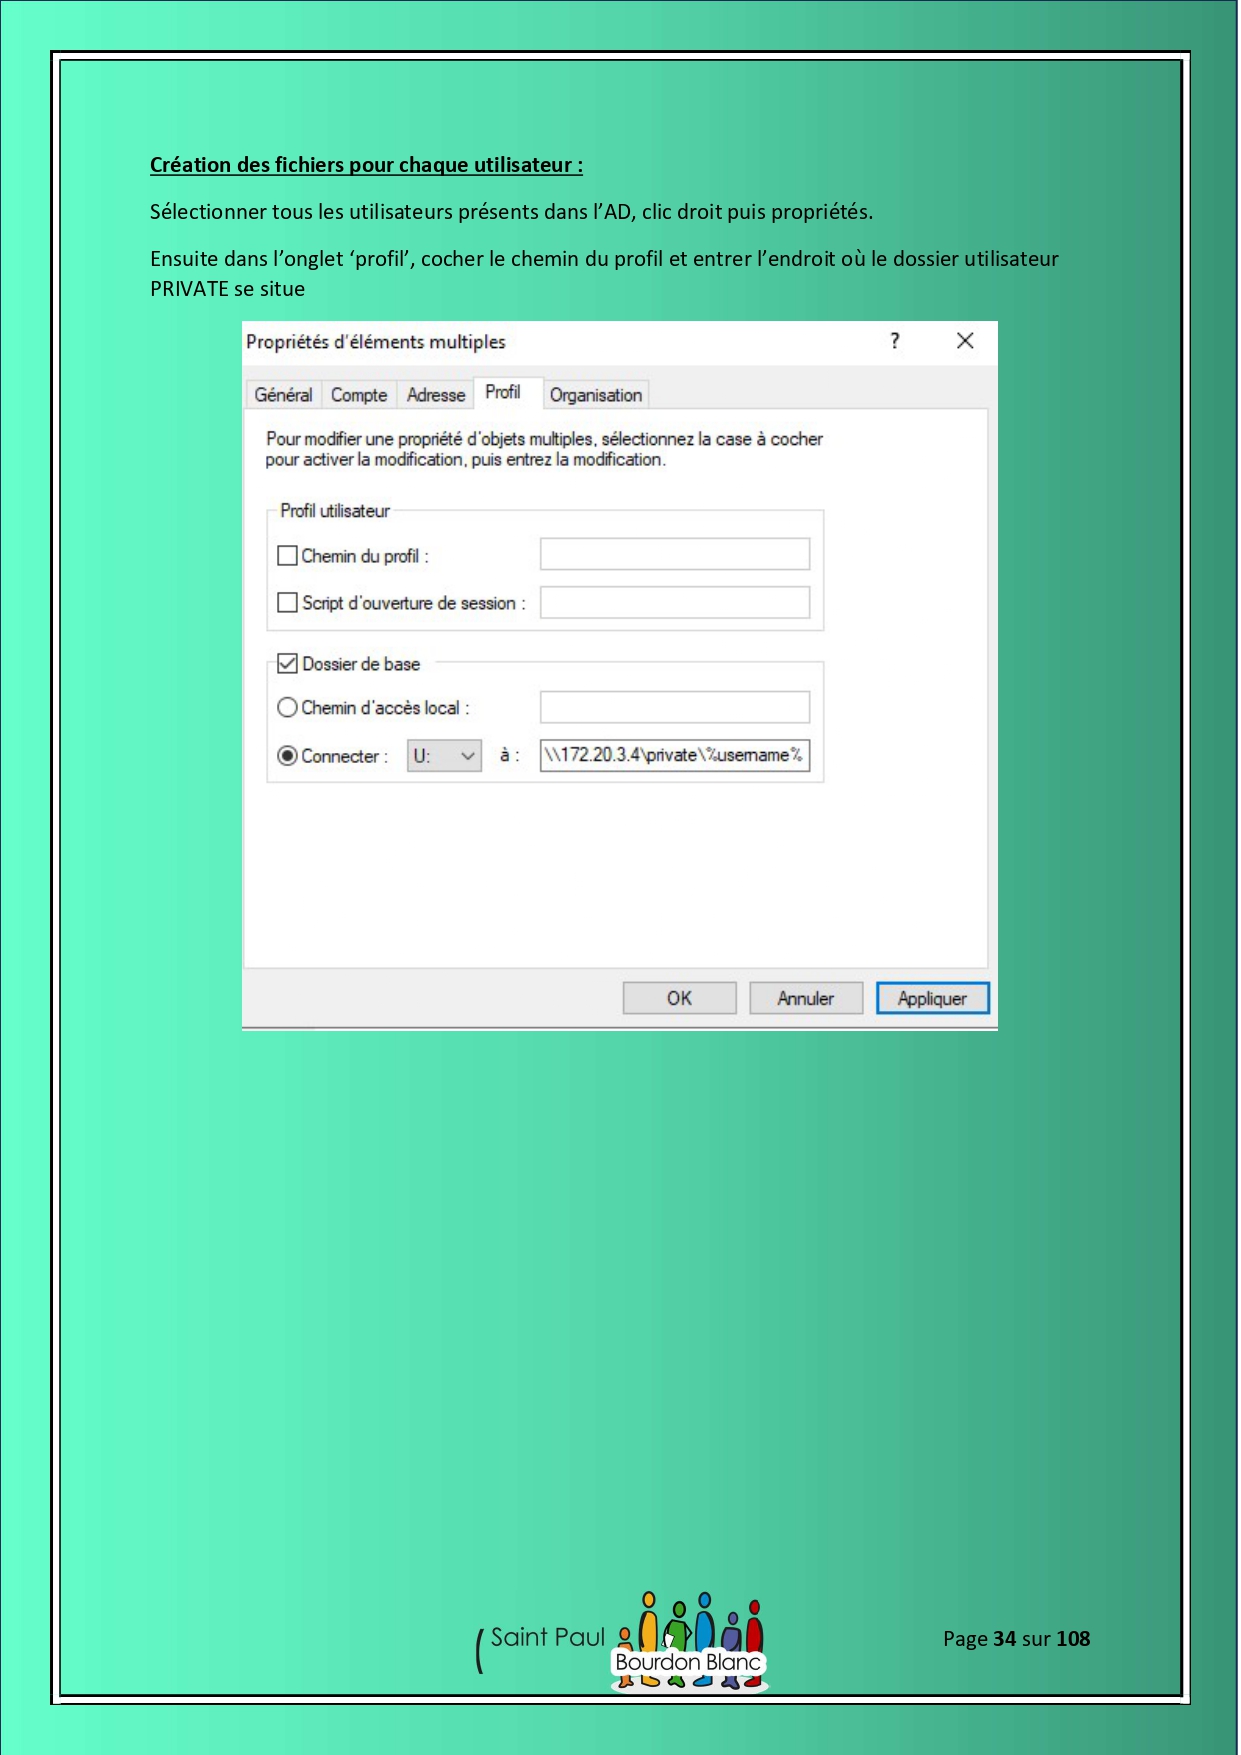 Création des fichiers pour chaque utilisateur :
Sélectionner tous les utilisateurs présents dans l’AD, clic droit puis propriétés.
Ensuite dans l’onglet ‘profil’, cocher le chemin du profil et entrer l’endroit où le dossier utilisateur
PRIVATE se situe
Propriétés d'éléments multiples ?
Général Compte Adresse Profil Organisation
Pour modifier une propriété d'objets multiples, sélectionnez la case à cocher
pour activer la modification, puis entrez la modification.
Profil utilisateur
Chemin du profil :
Script d'ouverture de session :
Dossier de base
Chemin d'accès local :
Connecter : U: à : \\172.20.3.4\private\%username%
OK Annuler Appliquer
Saint Paul
Bourdon Blanc
Page 34 sur 108